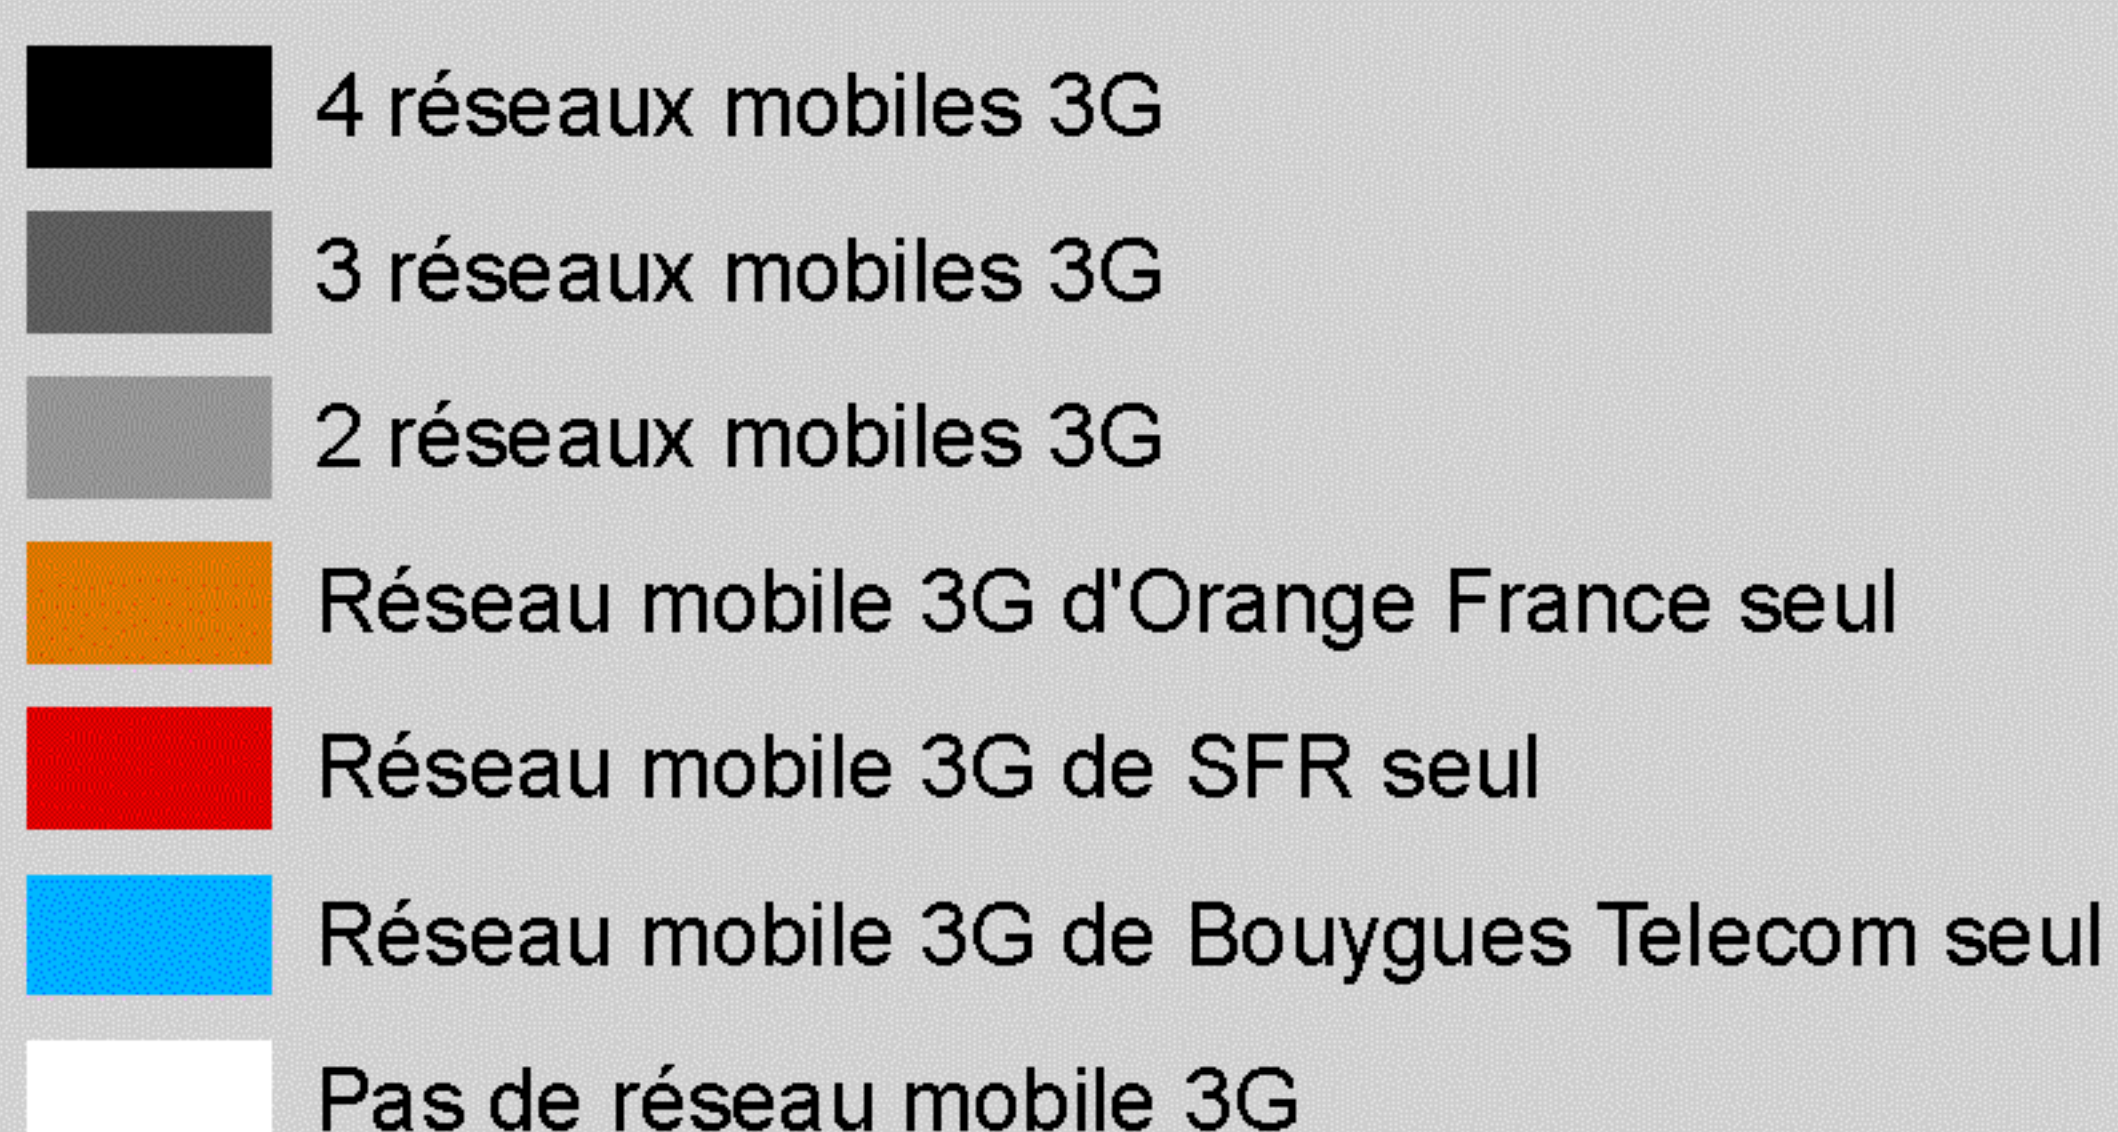 4 réseaux mobiles 3G
3 réseaux mobiles 3G
2 réseaux mobiles 3G
Réseau mobile 3G d'Orange France seul
Réseau mobile 3G de SFR seul
Réseau mobile 3G de Bouygues Telecom seul
Pas de réseau mobile 3G